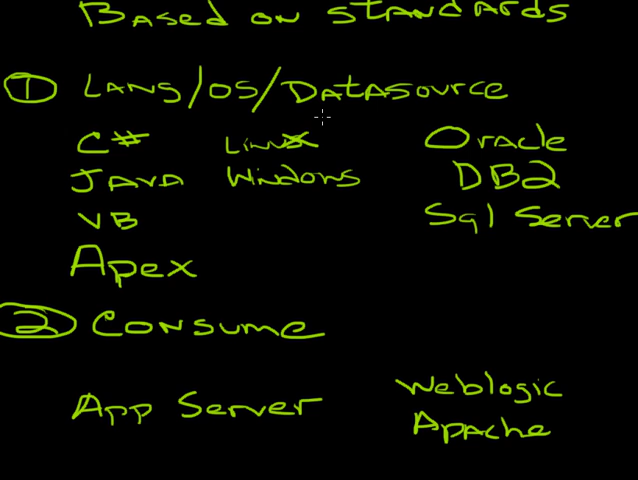 Based on standards
1 Lang/OS/Datasource
C# Linux Oracle
JAVA Windows DB2
VB Sql Server
Apex
2 Consume
Weblogic
App Server
Apache